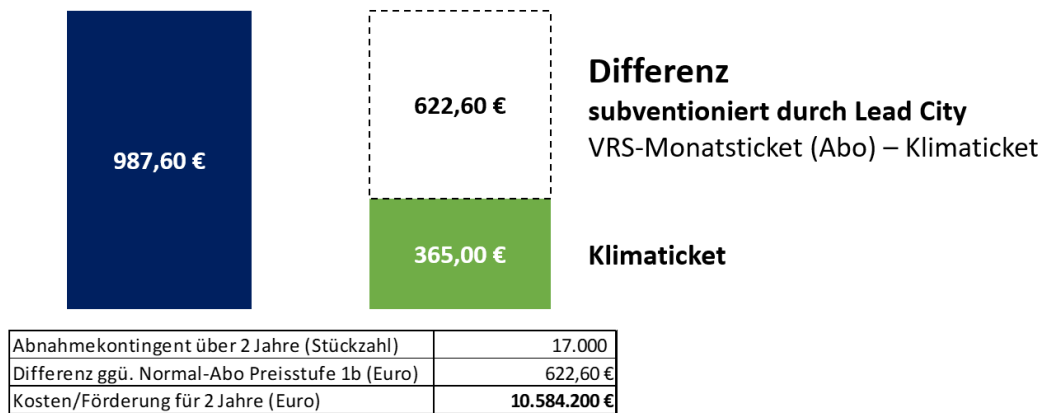 987,60 €
622,60 €
365,00 €
Differenz
subventioniert durch Lead City
VRS-Monatsticket (Abo) – Klimaticket
Klimaticket
Abnahmekontingent über 2 Jahre (Stückzahl) 17.000
Differenz ggü. Normal-Abo Preisstufe 1b (Euro) 622,60 €
Kosten/Förderung für 2 Jahre (Euro) 10.584.200 €